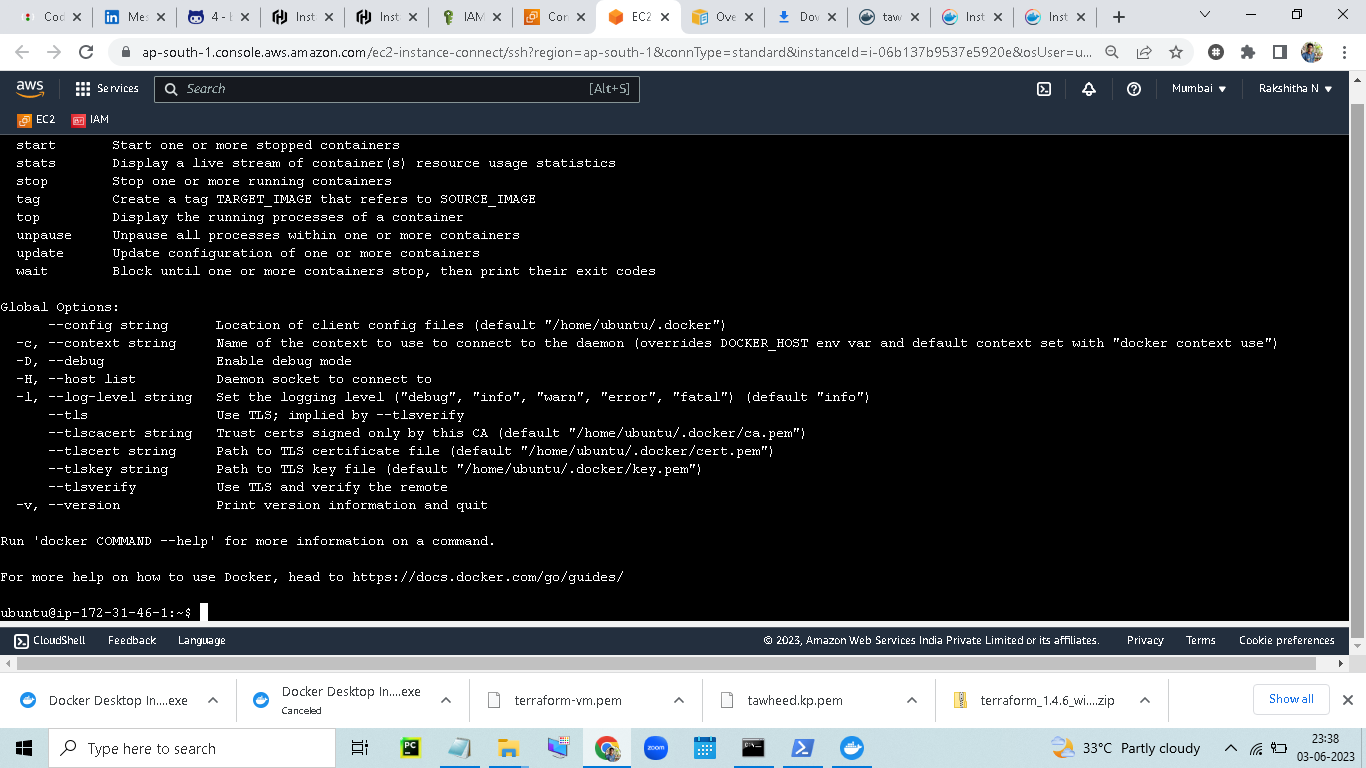 Cod
Mes
4 - l
Inst
Inst
IAM
Con
EC2
Ove
Dov
taw
Inst
Inst
ap-south-1.console.aws.amazon.com/ec2-instance-connect/ssh?region=ap-south-1&connType=standard&instanceId=i-06b137b9537e5920e&osUser=u...
aws
Services
Search
[Alt+S]
Mumbai
Rakshitha N
EC2
IAM
start Start one or more stopped containers
stats Display a live stream of container(s) resource usage statistics
stop Stop one or more running containers
tag Create a tag TARGET_IMAGE that refers to SOURCE_IMAGE
top Display the running processes of a container
unpause Unpause all processes within one or more containers
update Update configuration of one or more containers
wait Block until one or more containers stop, then print their exit codes
Global Options:
--config string Location of client config files (default "/home/ubuntu/.docker")
-c, --context string Name of the context to use to connect to the daemon (overrides DOCKER_HOST env var and default context set with "docker context use")
-D, --debug Enable debug mode
-H, --host list Daemon socket to connect to
-l, --log-level string Set the logging level ("debug", "info", "warn", "error", "fatal") (default "info")
--tls Use TLS; implied by --tlsverify
--tlscacert string Trust certs signed only by this CA (default "/home/ubuntu/.docker/ca.pem")
--tlscert string Path to TLS certificate file (default "/home/ubuntu/.docker/cert.pem")
--tlskey string Path to TLS key file (default "/home/ubuntu/.docker/key.pem")
--tlsverify Use TLS and verify the remote
-v, --version Print version information and quit
Run 'docker COMMAND --help' for more information on a command.
For more help on how to use Docker, head to https://docs.docker.com/go/guides/
ubuntu@ip-172-31-46-1:~$
CloudShell
Feedback
Language
© 2023, Amazon Web Services India Private Limited or its affiliates.
Privacy
Terms
Cookie preferences
Docker Desktop In....exe
Docker Desktop In....exe
Canceled
terraform-vm.pem
tawheed.kp.pem
terraform_1.4.6_wi....zip
Show all
Type here to search
PC
zoom
33°C Partly cloudy
23:38
03-06-2023